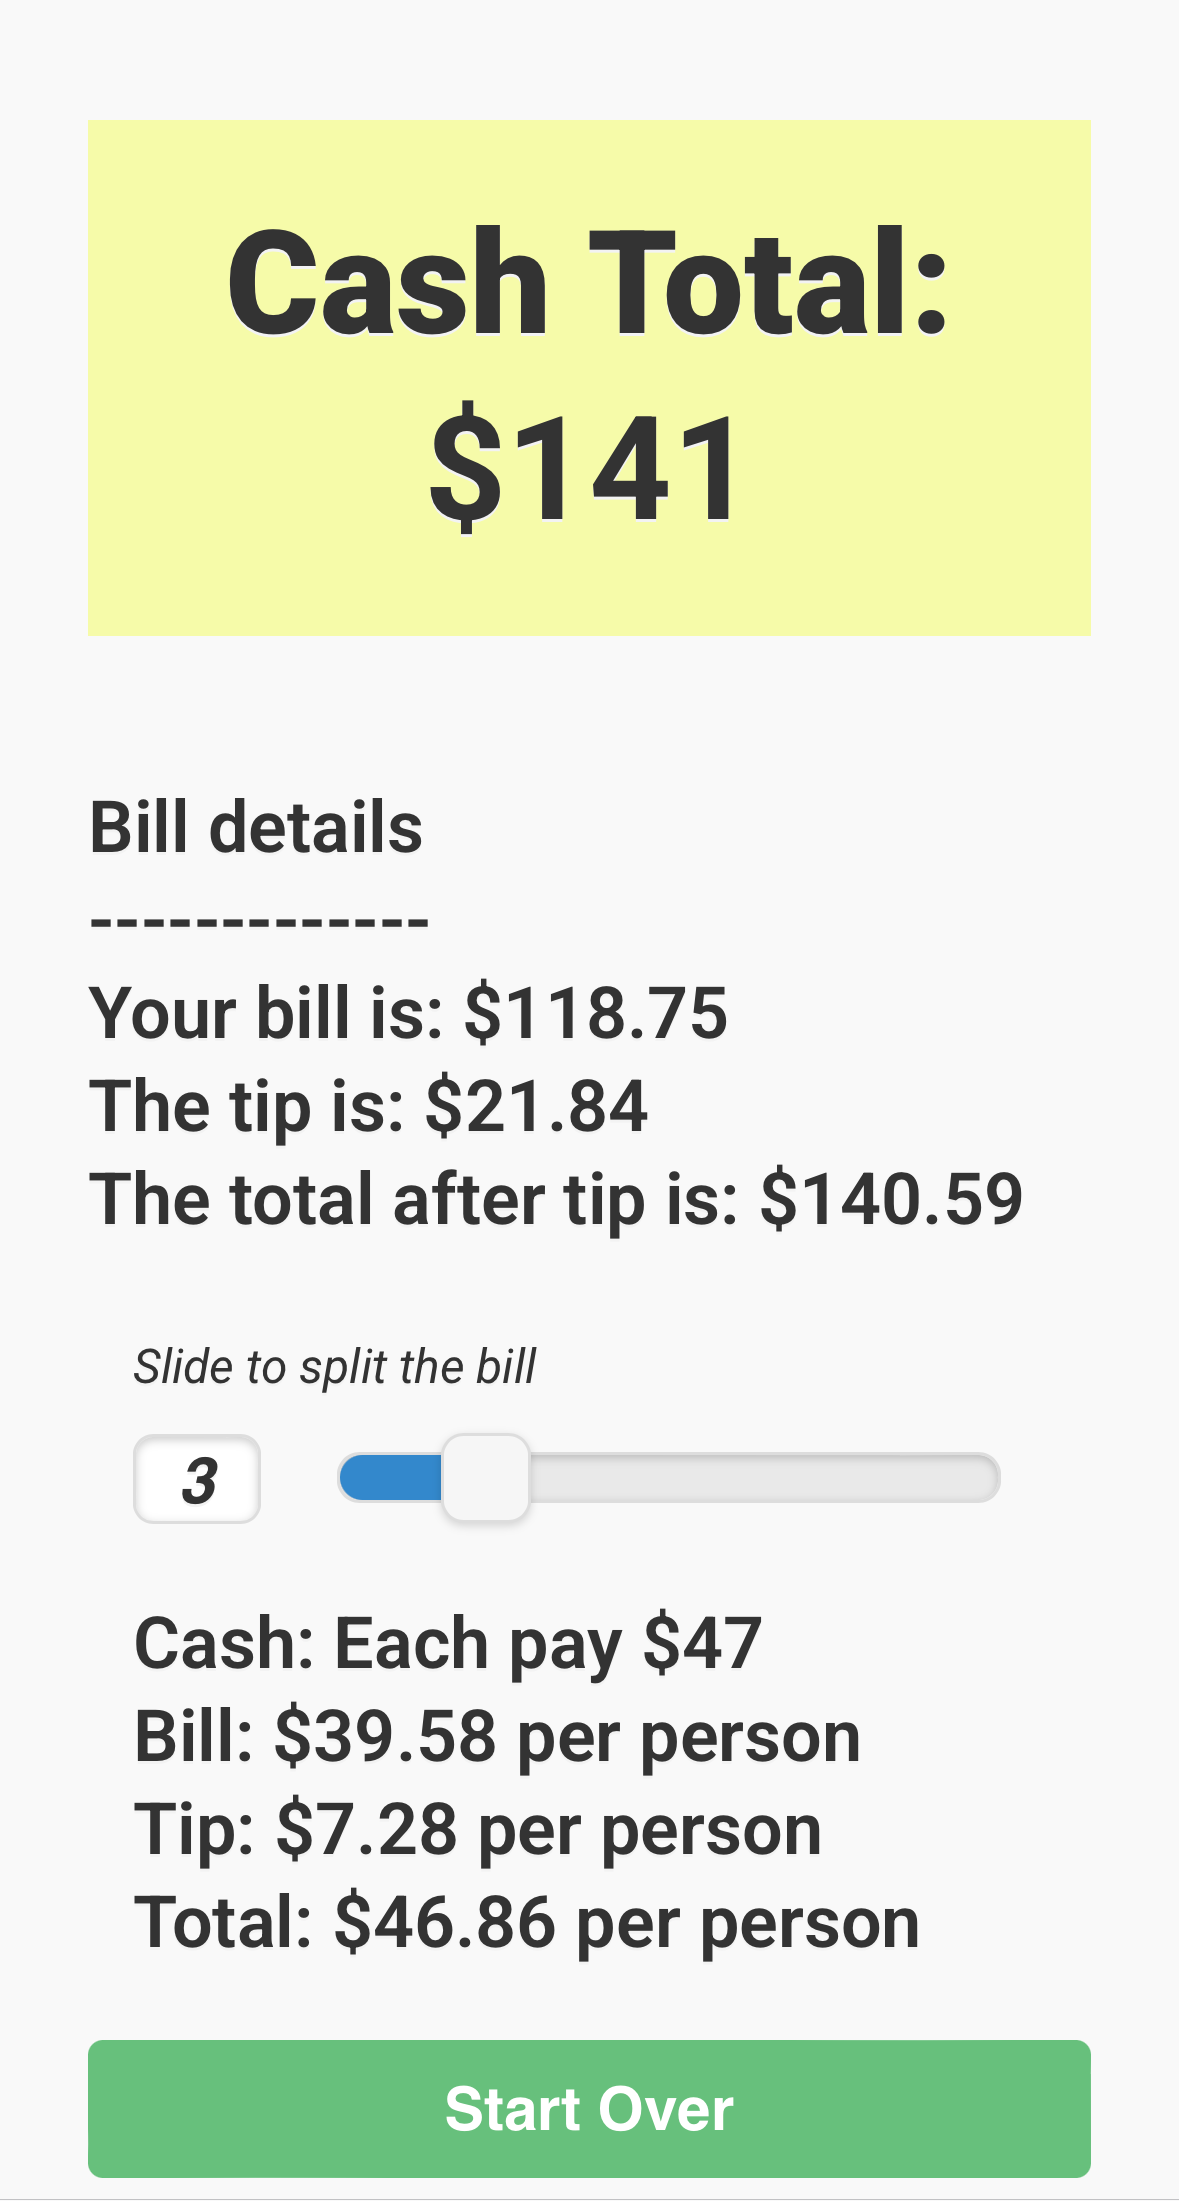 Cash Total:
$141
Bill details
-------------
Your bill is: $118.75
The tip is: $21.84
The total after tip is: $140.59
Slide to split the bill
3
Cash: Each pay $47
Bill: $39.58 per person
Tip: $7.28 per person
Total: $46.86 per person
Start Over